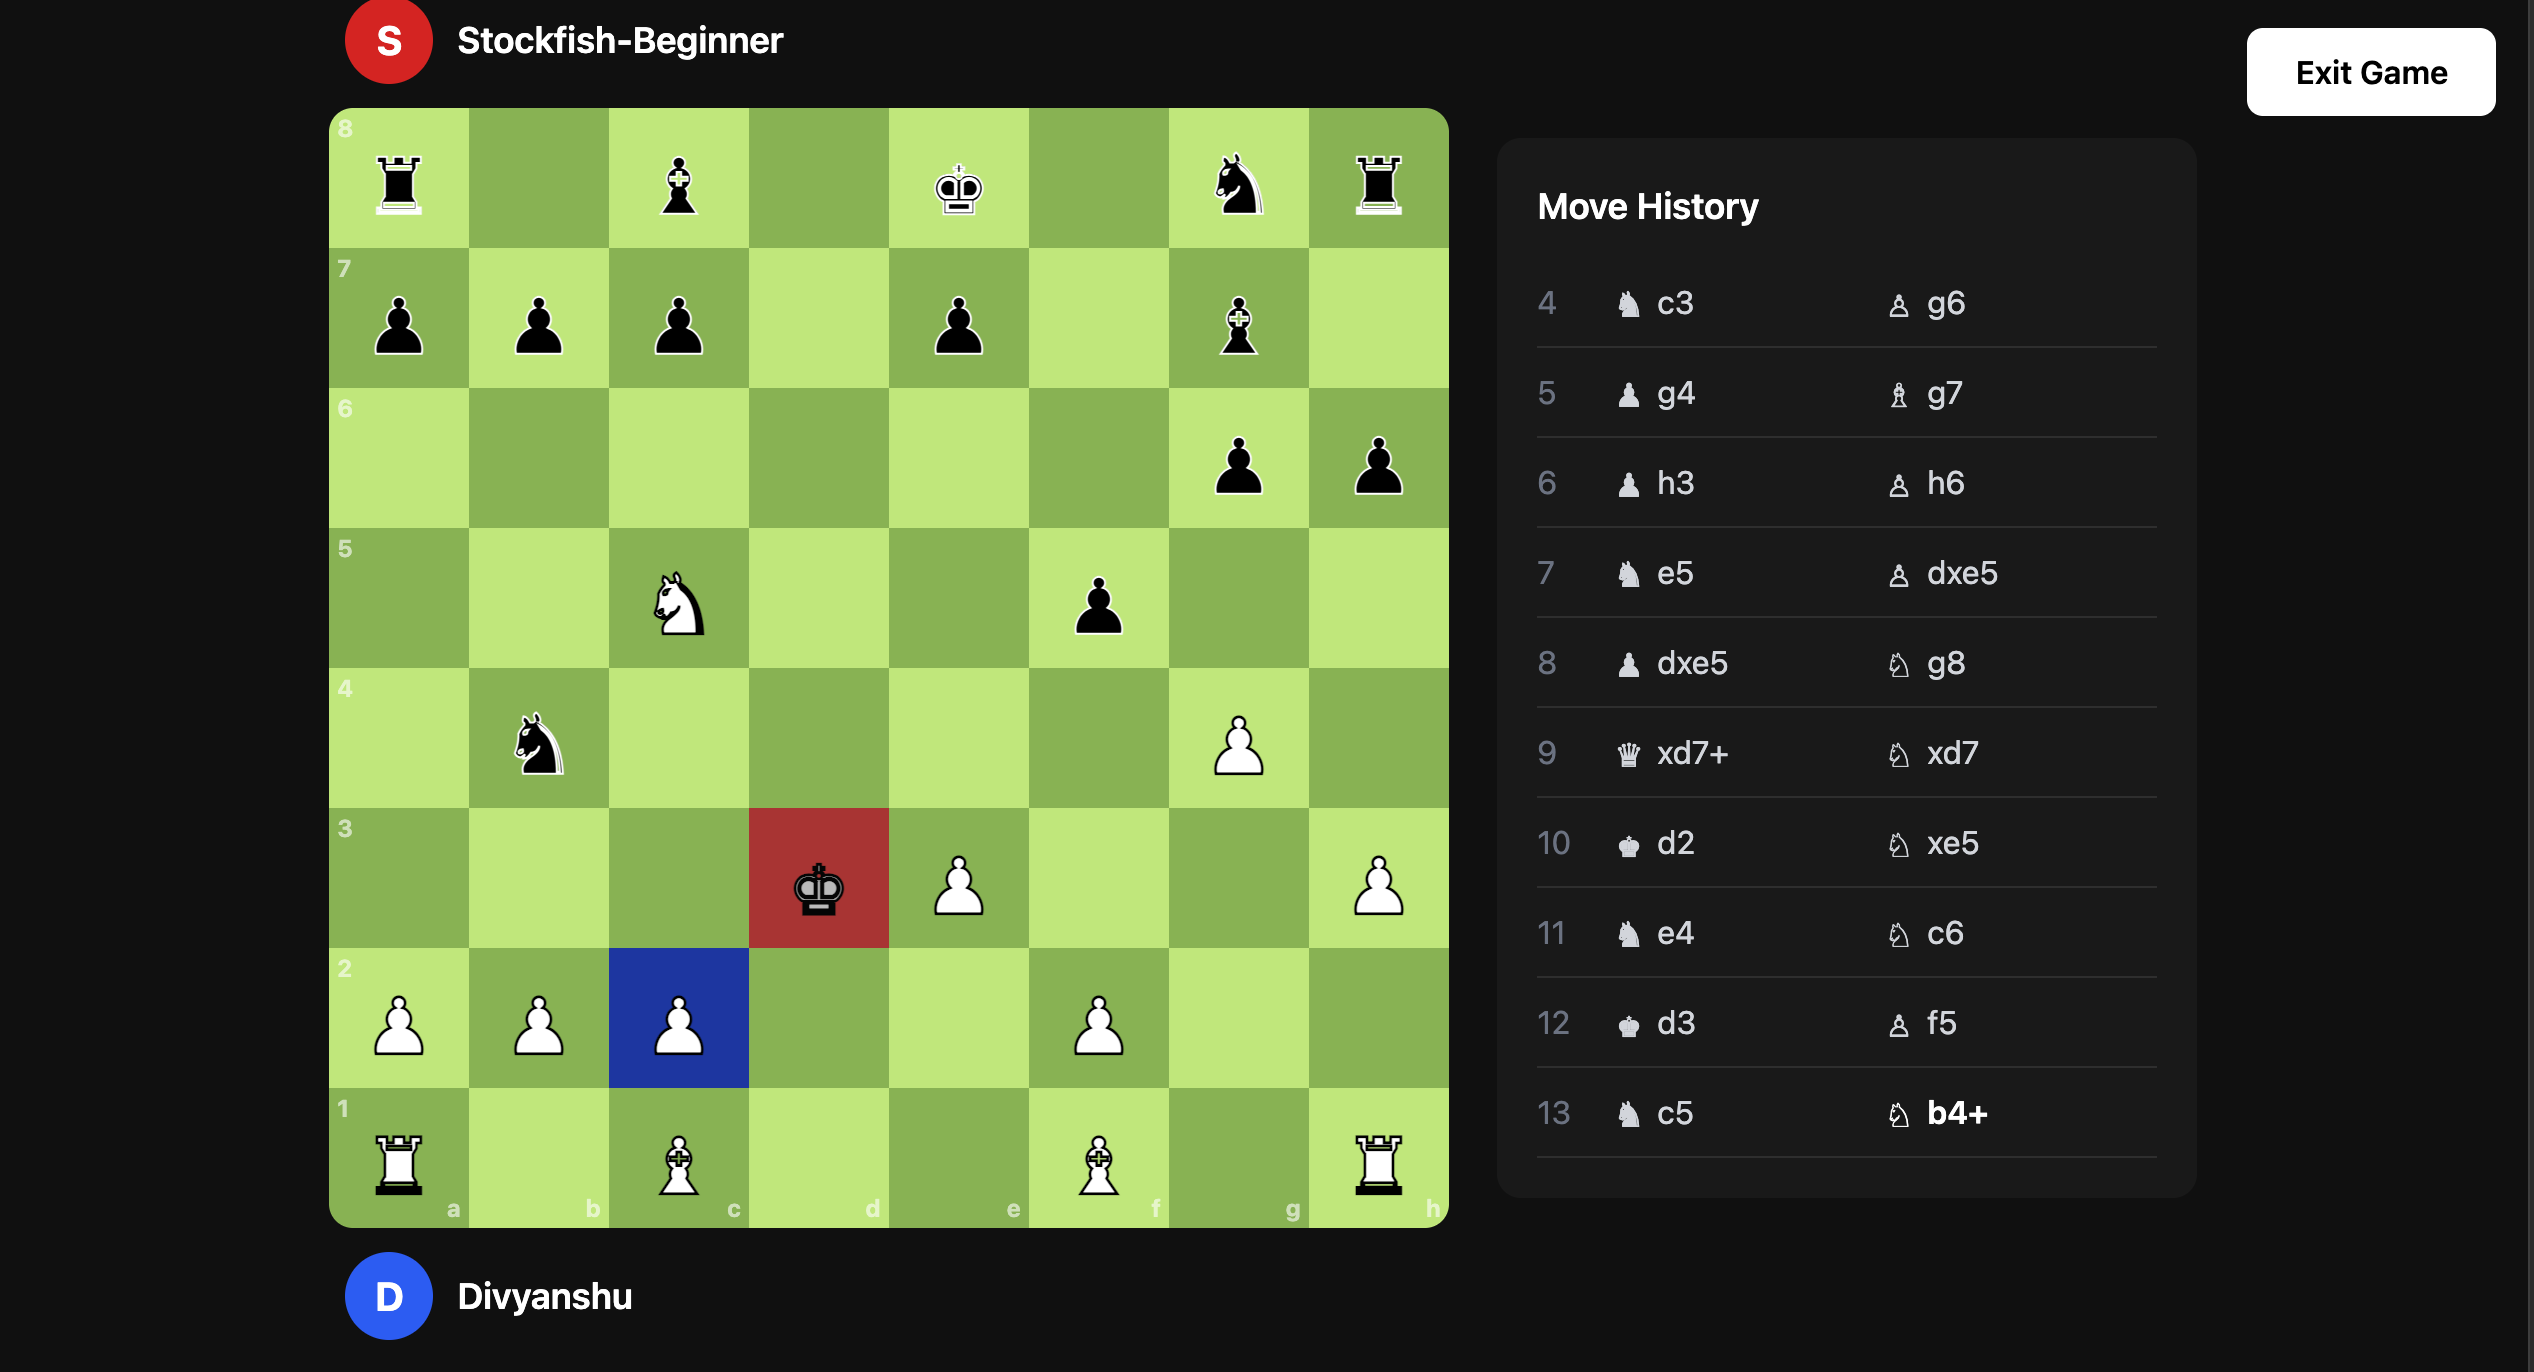 S Stockfish-Beginner
Exit Game
8
7
6
5
4
3
2
1
a b c d e f g h
D Divyanshu
Move History
4 ♞ c3 ♙ g6
5 ♟ g4 ♗ g7
6 ♟ h3 ♙ h6
7 ♞ e5 ♙ dxe5
8 ♟ dxe5 ♘ g8
9 ♛ xd7+ ♘ xd7
10 ♚ d2 ♘ xe5
11 ♞ e4 ♘ c6
12 ♚ d3 ♙ f5
13 ♞ c5 ♘ b4+